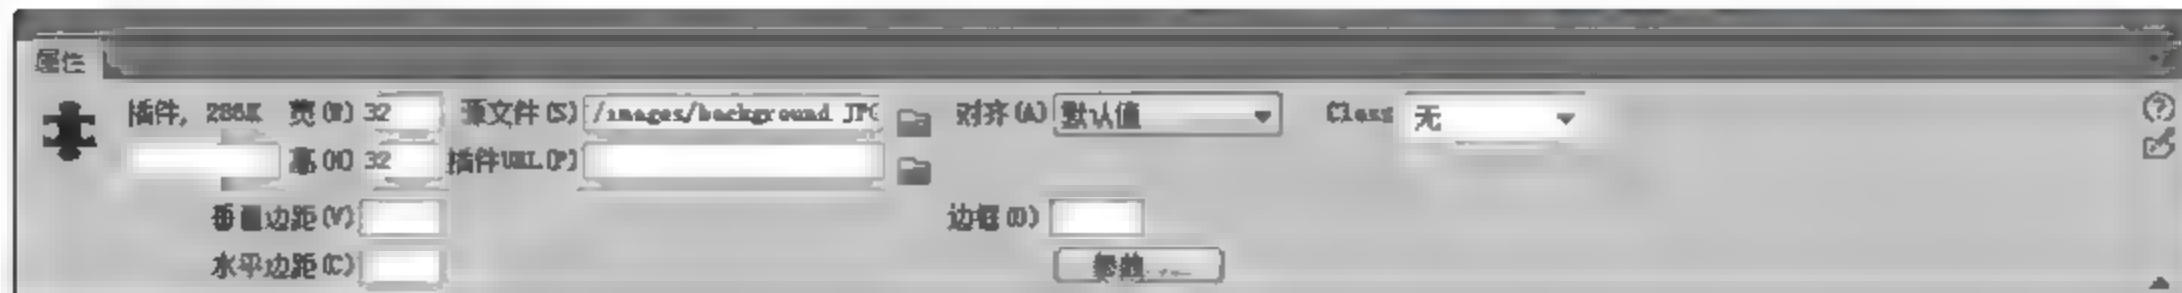 属性
插件, 286K 宽(W) 32 源文件(S) /images/background JPG 对齐(A) 默认值 Class 无
高(H) 32 插件URL(P)
垂直边距(V) 边框(B)
水平边距(C) 参数...